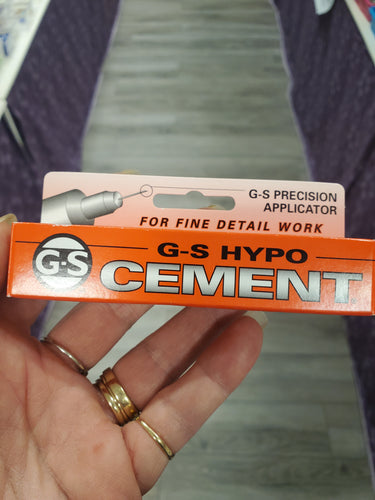 G-S PRECISION
APPLICATOR
FOR FINE DETAIL WORK
G-S
G-S HYPO
CEMENT